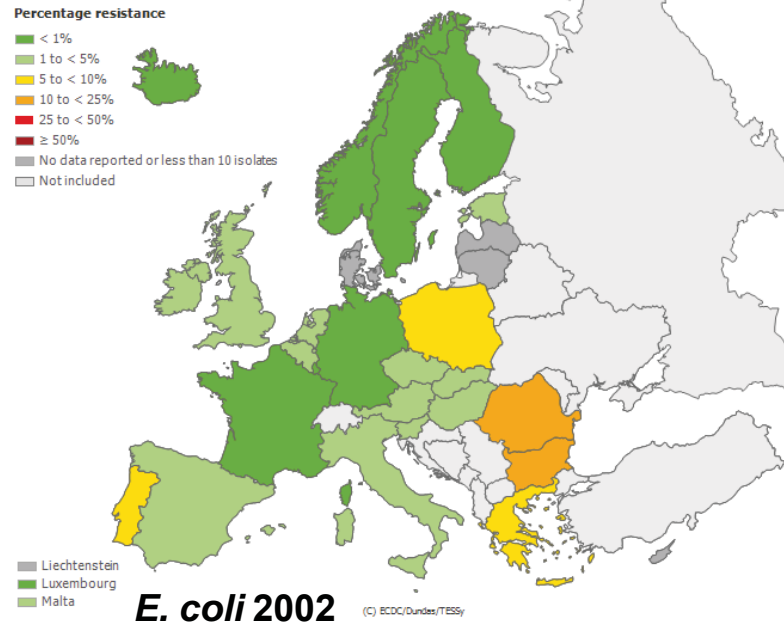 Percentage resistance
< 1%
1 to < 5%
5 to < 10%
10 to < 25%
25 to < 50%
≥ 50%
No data reported or less than 10 isolates
Not included
Liechtenstein
Luxembourg
Malta
E. coli 2002
(C) ECDC/Dundas/TESSy